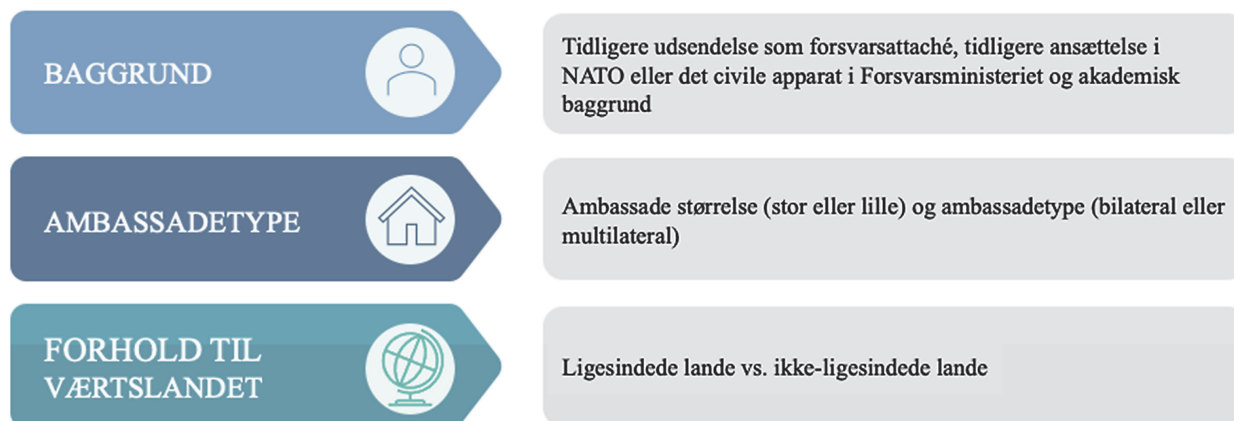 BAGGRUND
Tidligere udsendelse som forsvarsattaché, tidligere ansættelse i
NATO eller det civile apparat i Forsvarsministeriet og akademisk
baggrund
AMBASSADETYPE
Ambassade størrelse (stor eller lille) og ambassadetype (bilateral eller
multilateral)
FORHOLD TIL
VÆRTSLANDET
Ligesindede lande vs. ikke-ligesindede lande